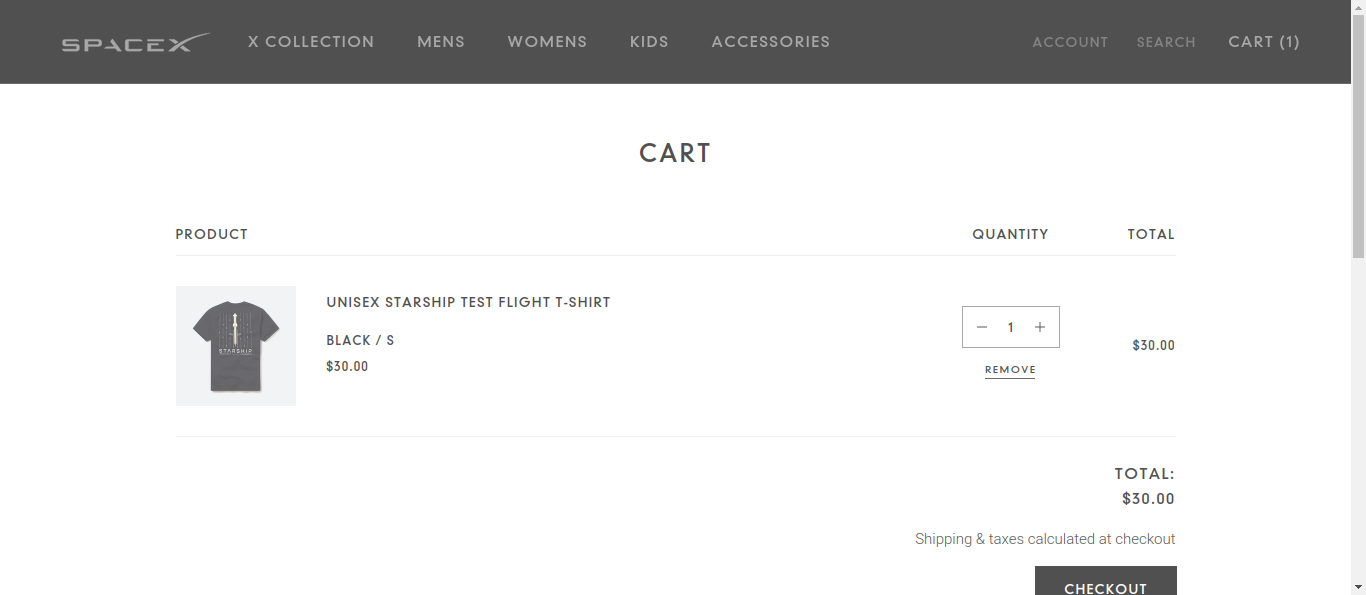 SPACEX X COLLECTION MENS WOMENS KIDS ACCESSORIES ACCOUNT SEARCH CART (1)
CART
PRODUCT QUANTITY TOTAL
UNISEX STARSHIP TEST FLIGHT T-SHIRT
BLACK / S
$30.00
STARSHIP
1
REMOVE
$30.00
TOTAL:
$30.00
Shipping & taxes calculated at checkout
CHECKOUT